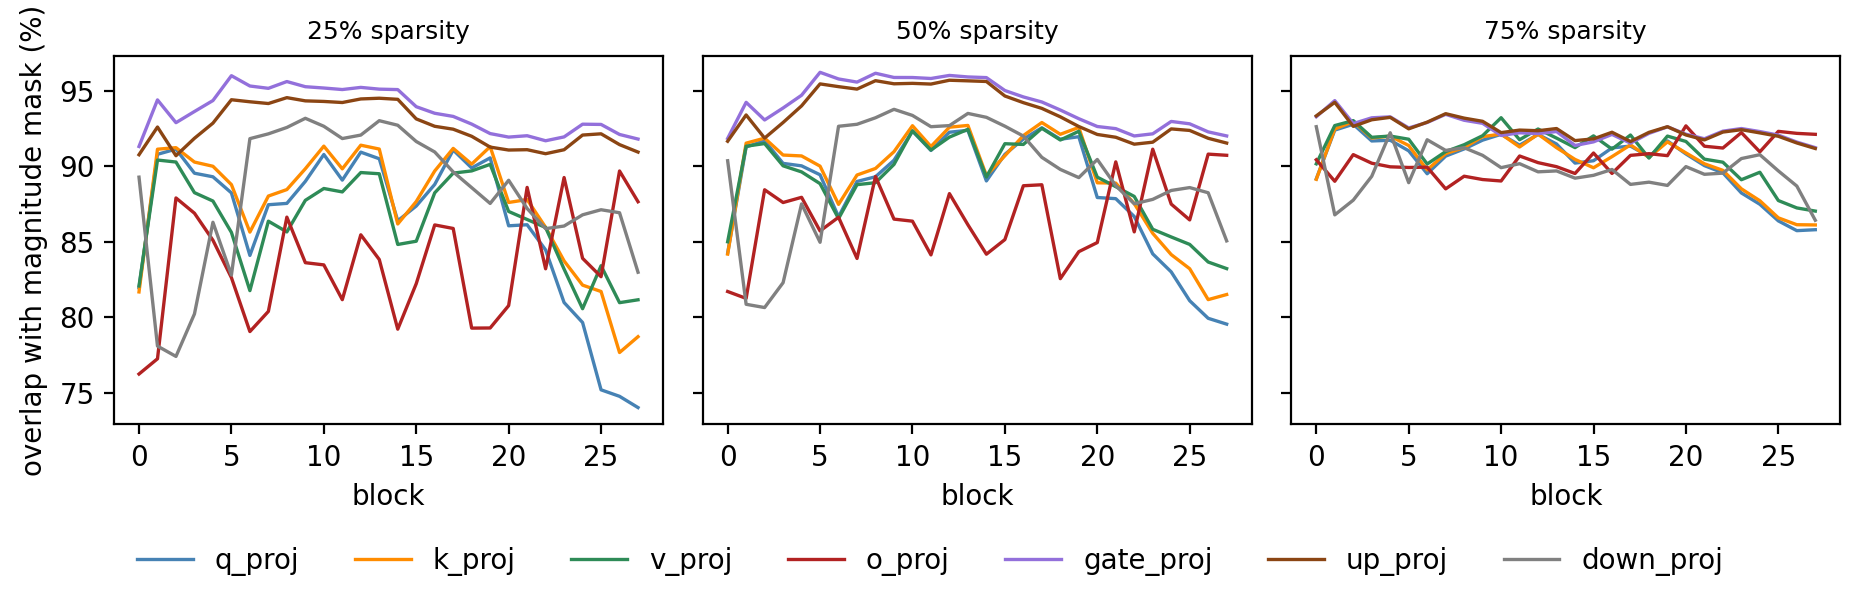 25% sparsity 50% sparsity 75% sparsity
overlap with magnitude mask (%)
95
90
85
80
75
0 5 10 15 20 25 0 5 10 15 20 25 0 5 10 15 20 25
block block block
q_proj k_proj v_proj o_proj gate_proj up_proj down_proj